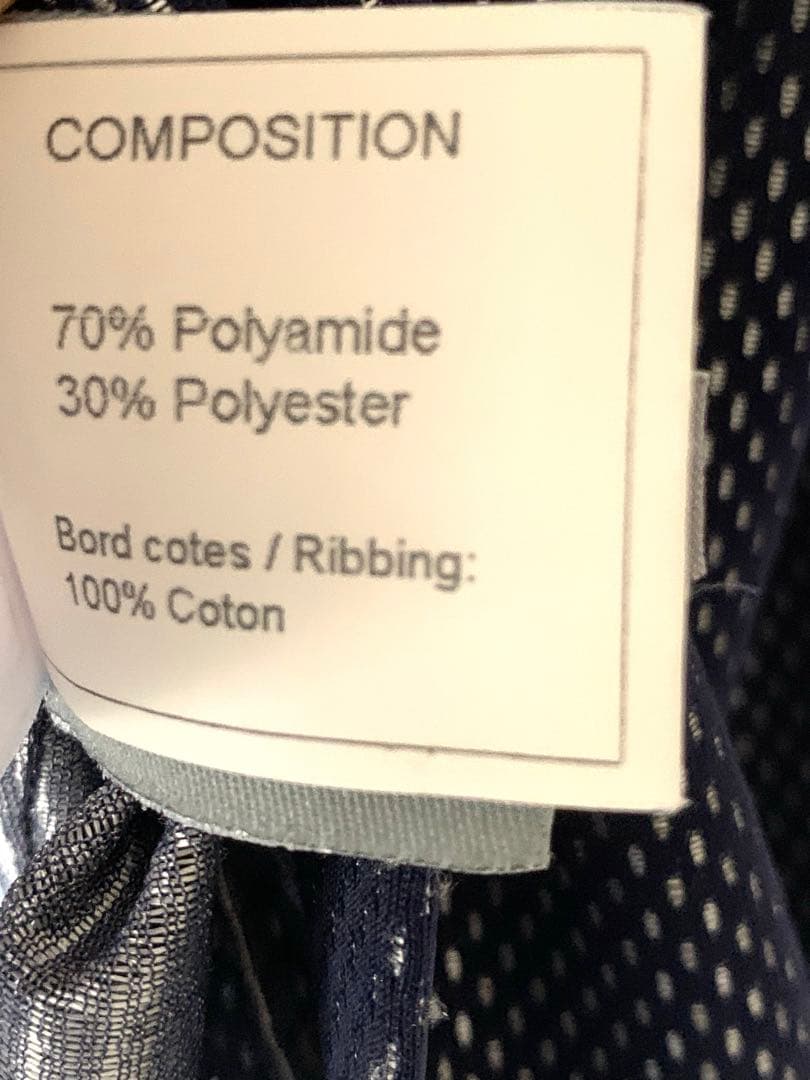 COMPOSITION
70% Polyamide
30% Polyester
Bord cotes / Ribbing:
100% Coton